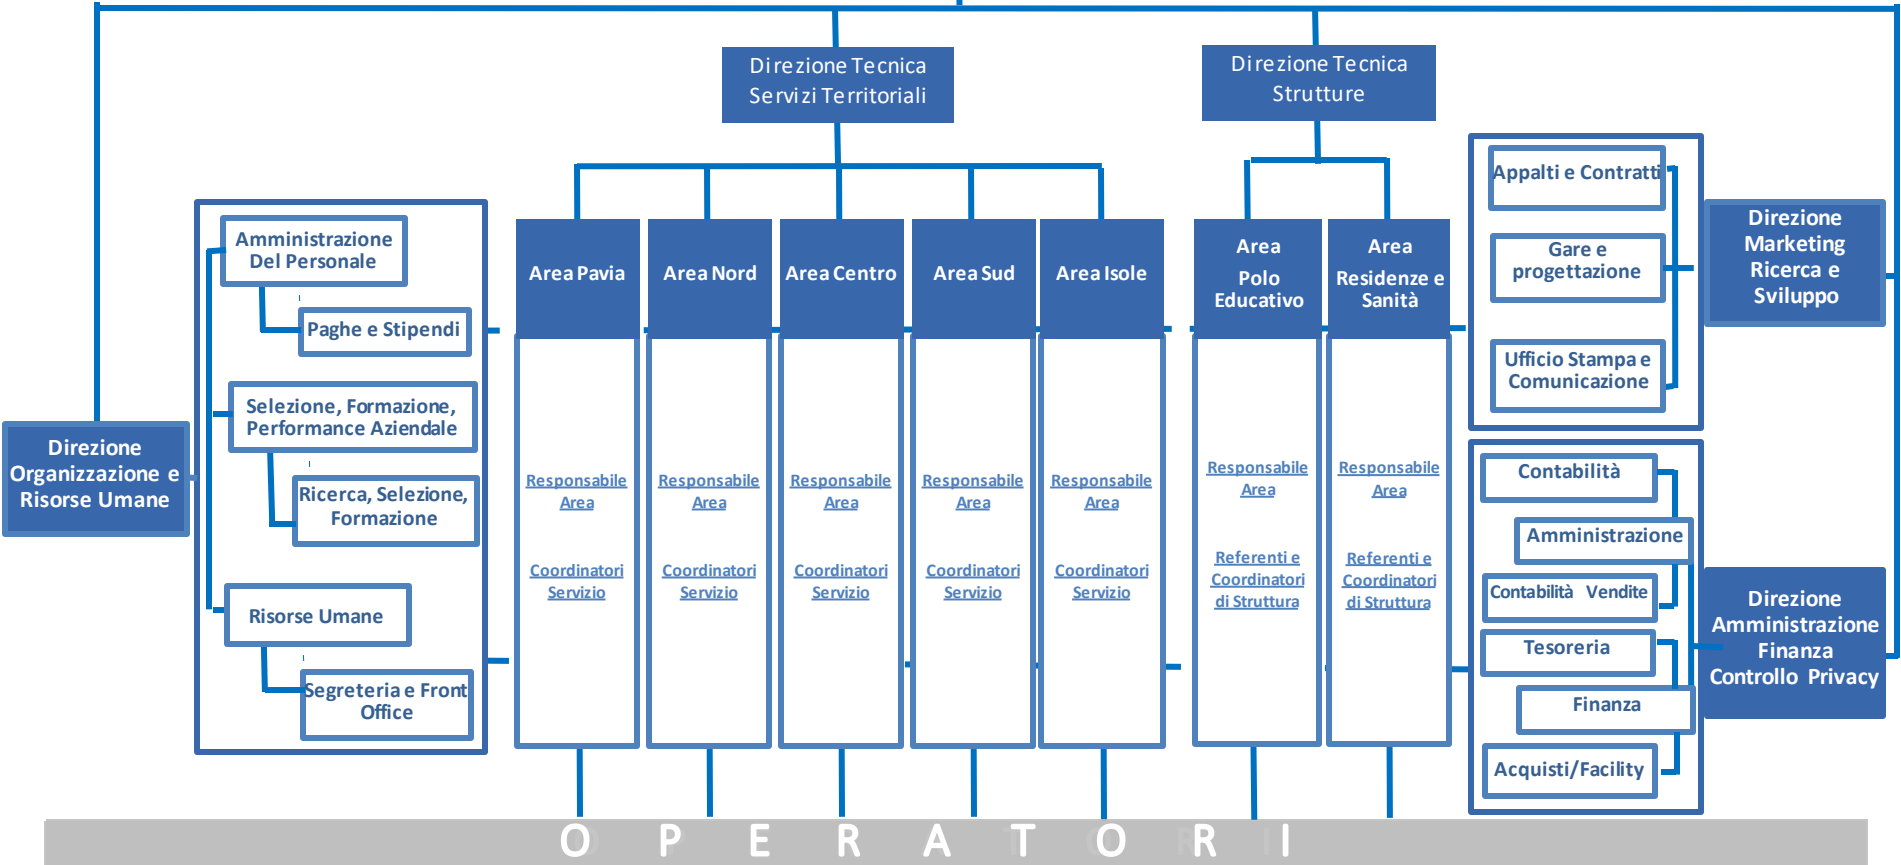 Direzione Tecnica
Servizi Territoriali
Direzione Tecnica
Strutture
Direzione
Organizzazione e
Risorse Umane
Amministrazione
Del Personale
Paghe e Stipendi
Selezione, Formazione,
Performance Aziendale
Ricerca, Selezione,
Formazione
Risorse Umane
Segreteria e Front
Office
Area Pavia
Responsabile
Area
Coordinatori
Servizio
Area Nord
Responsabile
Area
Coordinatori
Servizio
Area Centro
Responsabile
Area
Coordinatori
Servizio
Area Sud
Responsabile
Area
Coordinatori
Servizio
Area Isole
Responsabile
Area
Coordinatori
Servizio
Area
Polo
Educativo
Responsabile
Area
Referenti e
Coordinatori
di Struttura
Area
Residenze e
Sanità
Responsabile
Area
Referenti e
Coordinatori
di Struttura
Appalti e Contratti
Gare e
progettazione
Ufficio Stampa e
Comunicazione
Direzione
Marketing
Ricerca e
Sviluppo
Contabilità
Amministrazione
Contabilità Vendite
Tesoreria
Finanza
Acquisti/Facility
Direzione
Amministrazione
Finanza
Controllo Privacy
OPERATORI